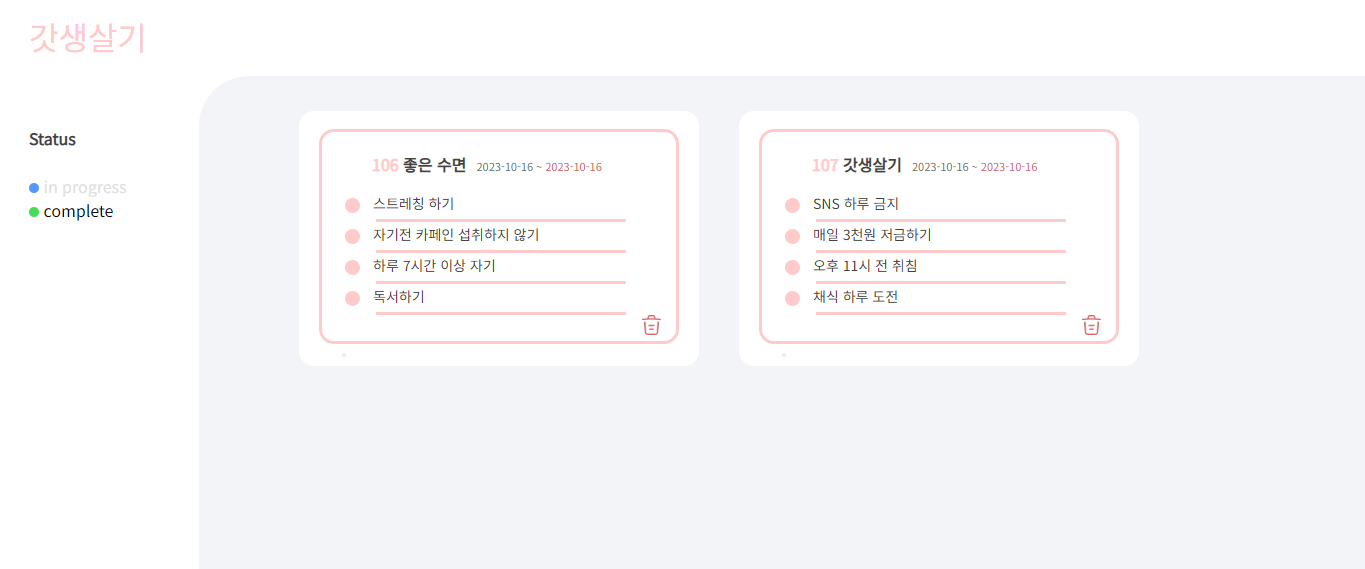 갓생살기
Status
in progress
complete
106 좋은 수면 2023-10-16 ~ 2023-10-16
스트레칭 하기
자기전 카페인 섭취하지 않기
하루 7시간 이상 자기
독서하기
107 갓생살기 2023-10-16 ~ 2023-10-16
SNS 하루 금지
매일 3천원 저금하기
오후 11시 전 취침
채식 하루 도전